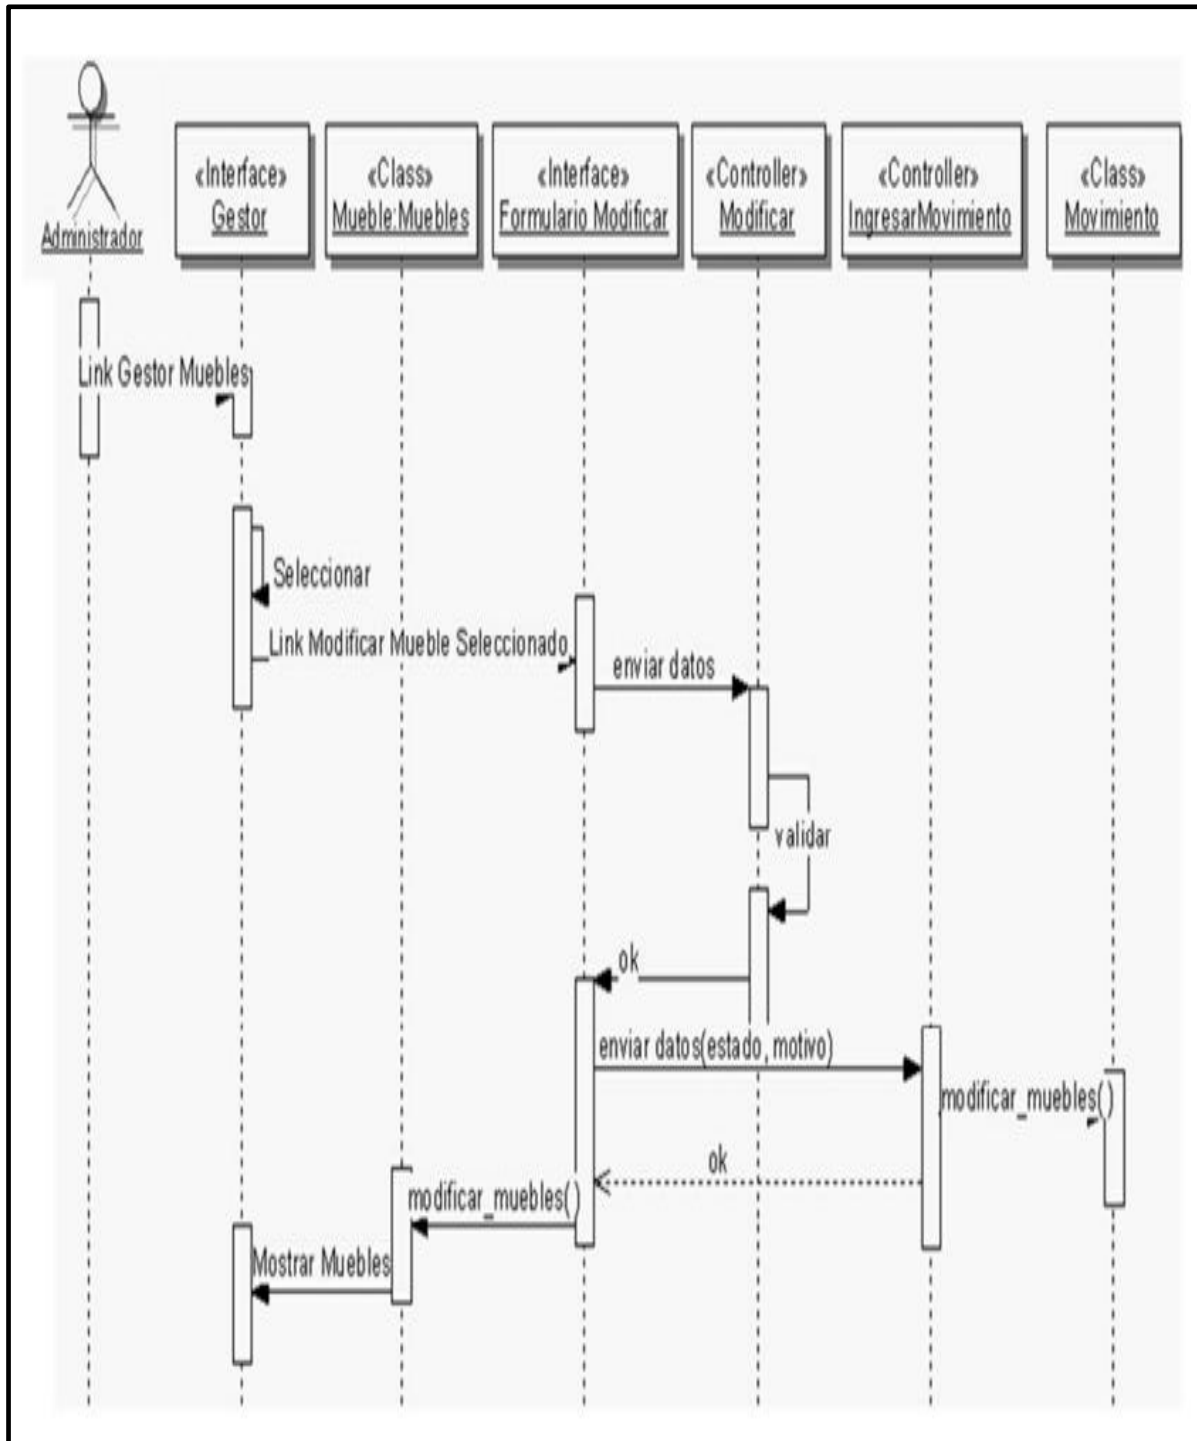 «Interface»
Gestor
«Class»
Mueble:Muebles
«Interface»
Formulario Modificar
«Controller»
Modificar
«Controller»
IngresarMovimiento
«Class»
Movimiento
Administrador
Link Gestor Muebles
Seleccionar
Link Modificar Mueble Seleccionado
enviar datos
validar
ok
enviar datos(estado, motivo)
modificar_muebles()
ok
modificar_muebles()
Mostrar Muebles